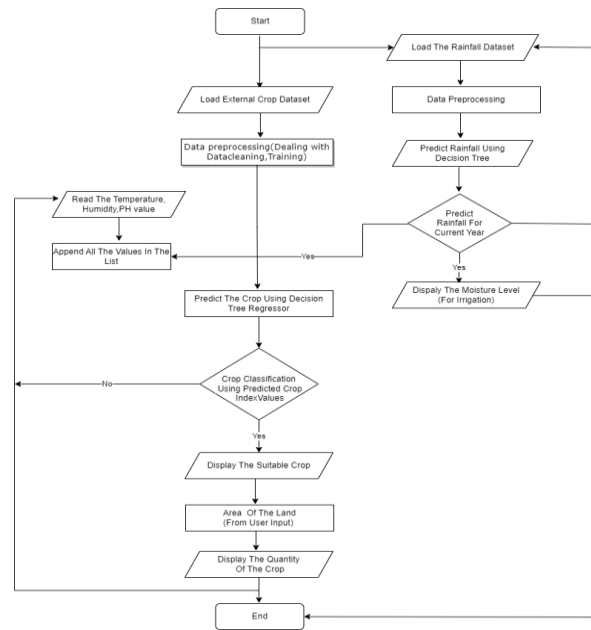 Start
Load The Rainfall Dataset
Load External Crop Dataset
Data Preprocessing
Data preprocessing(Dealing with
Datacleaning,Training)
Predict Rainfall Using
Decision Tree
Read The Temperature,
Humidity,PH value
Predict
Rainfall For
Current Year
Append All The Values In The
List
Yes
Yes
Dispaly The Moisture Level
(For Irrigation)
Predict The Crop Using Decision
Tree Regressor
Crop Classification
Using Predicted Crop
IndexValues
No
Yes
Display The Suitable Crop
Area Of The Land
(From User Input)
Display The Quantity
Of The Crop
End